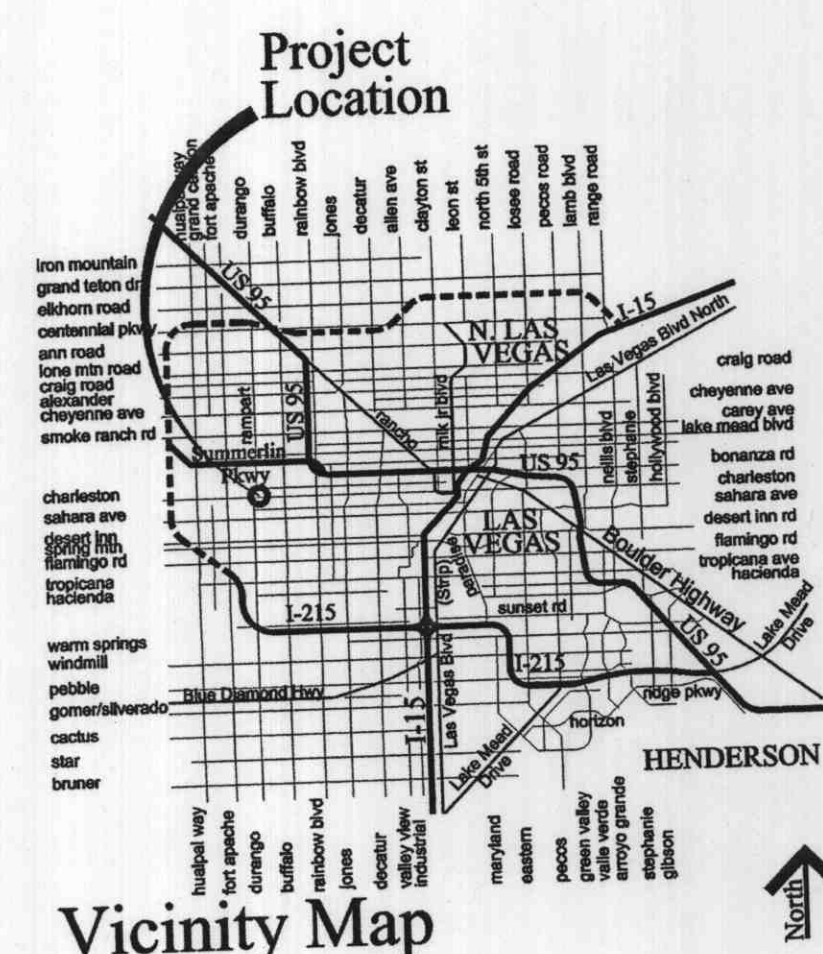 Project
Location
hualpai way
grand canyon
fort apache
durango
buffalo
rainbow blvd
jones
decatur
allen ave
clayton st
leon st
north 5th st
losee road
pecos road
lamb blvd
range road
iron mountain
grand teton dr
elkhorn road
centennial pkwy
ann road
lone mtn road
craig road
alexander
cheyenne ave
smoke ranch rd
charleston
sahara ave
desert inn
spring mtn
flamingo rd
tropicana
hacienda
warm springs
windmill
pebble
gomer/silverado
cactus
star
bruner
US 95
I-15
N. LAS
VEGAS
Las Vegas Blvd North
US 95
rampart
rancho
mlk jr blvd
Summerlin
Pkwy
US 95
nellis blvd
stephanie
hollywood blvd
craig road
cheyenne ave
carey ave
lake mead blvd
bonanza rd
charleston
sahara ave
desert inn rd
flamingo rd
tropicana ave
hacienda
LAS
VEGAS
(Strip)
paradise
Boulder Highway
sunset rd
US 95
Lake Mead
Drive
I-215
I-215
Blue Diamond Hwy
Las Vegas Blvd
I-15
Lake Mead
Drive
horizon
ridge pkwy
HENDERSON
hualpai way
fort apache
durango
buffalo
rainbow blvd
jones
decatur
valley view
industrial
maryland
eastern
pecos
green valley
valle verde
arroyo grande
stephanie
gibson
North
Vicinity Map